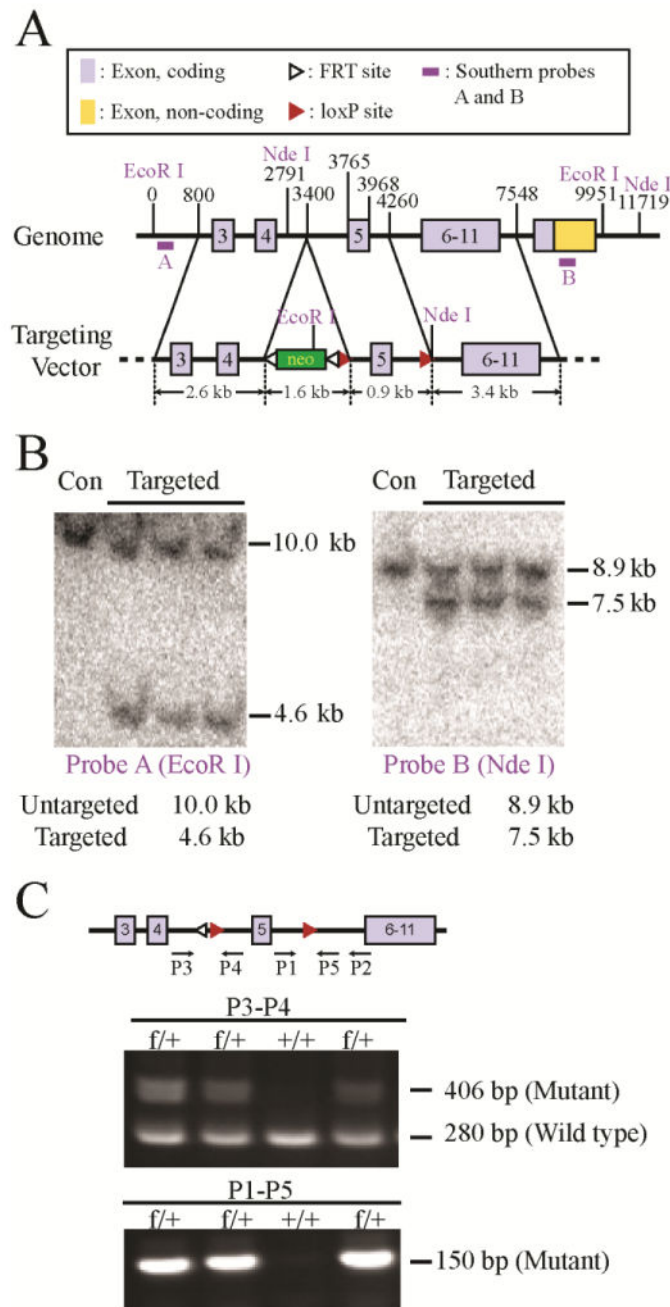 A
: Exon, coding
: FRT site
: Southern probes
A and B
: Exon, non-coding
: loxP site
EcoR I
Nde I
EcoR I
Nde I
0
800
2791
3400
3765
3968
4260
7548
9951
11719
Genome
3
4
5
6-11
A
B
EcoR I
Nde I
Targeting
Vector
3
4
neo
5
6-11
2.6 kb
1.6 kb
0.9 kb
3.4 kb
B
Con
Targeted
Con
Targeted
10.0 kb
4.6 kb
8.9 kb
7.5 kb
Probe A (EcoR I)
Probe B (Nde I)
Untargeted 10.0 kb
Targeted 4.6 kb
Untargeted 8.9 kb
Targeted 7.5 kb
C
3
4
5
6-11
P3
P4
P1
P5
P2
P3-P4
f/+ f/+ +/+ f/+
406 bp (Mutant)
280 bp (Wild type)
P1-P5
f/+ f/+ +/+ f/+
150 bp (Mutant)